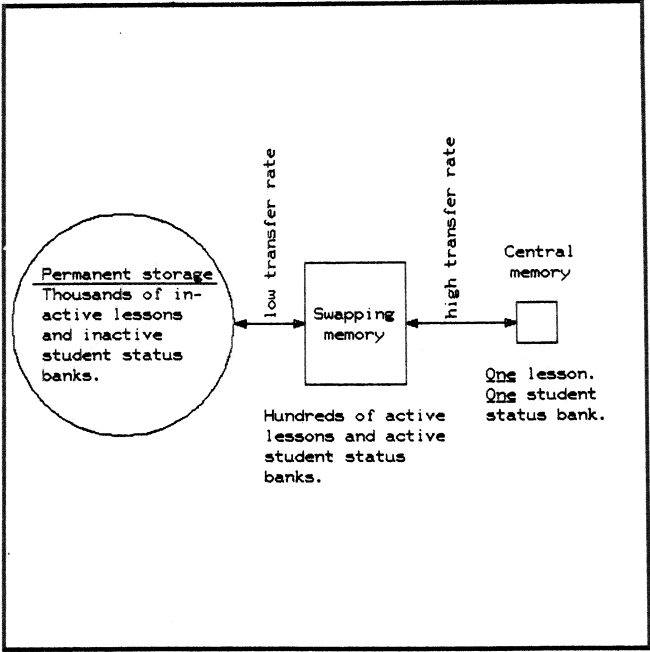 Permanent storage
Thousands of in-
active lessons
and inactive
student status
banks.
low transfer rate
Swapping
memory
Hundreds of active
lessons and active
student status
banks.
high transfer rate
Central
memory
One lesson.
One student
status bank.